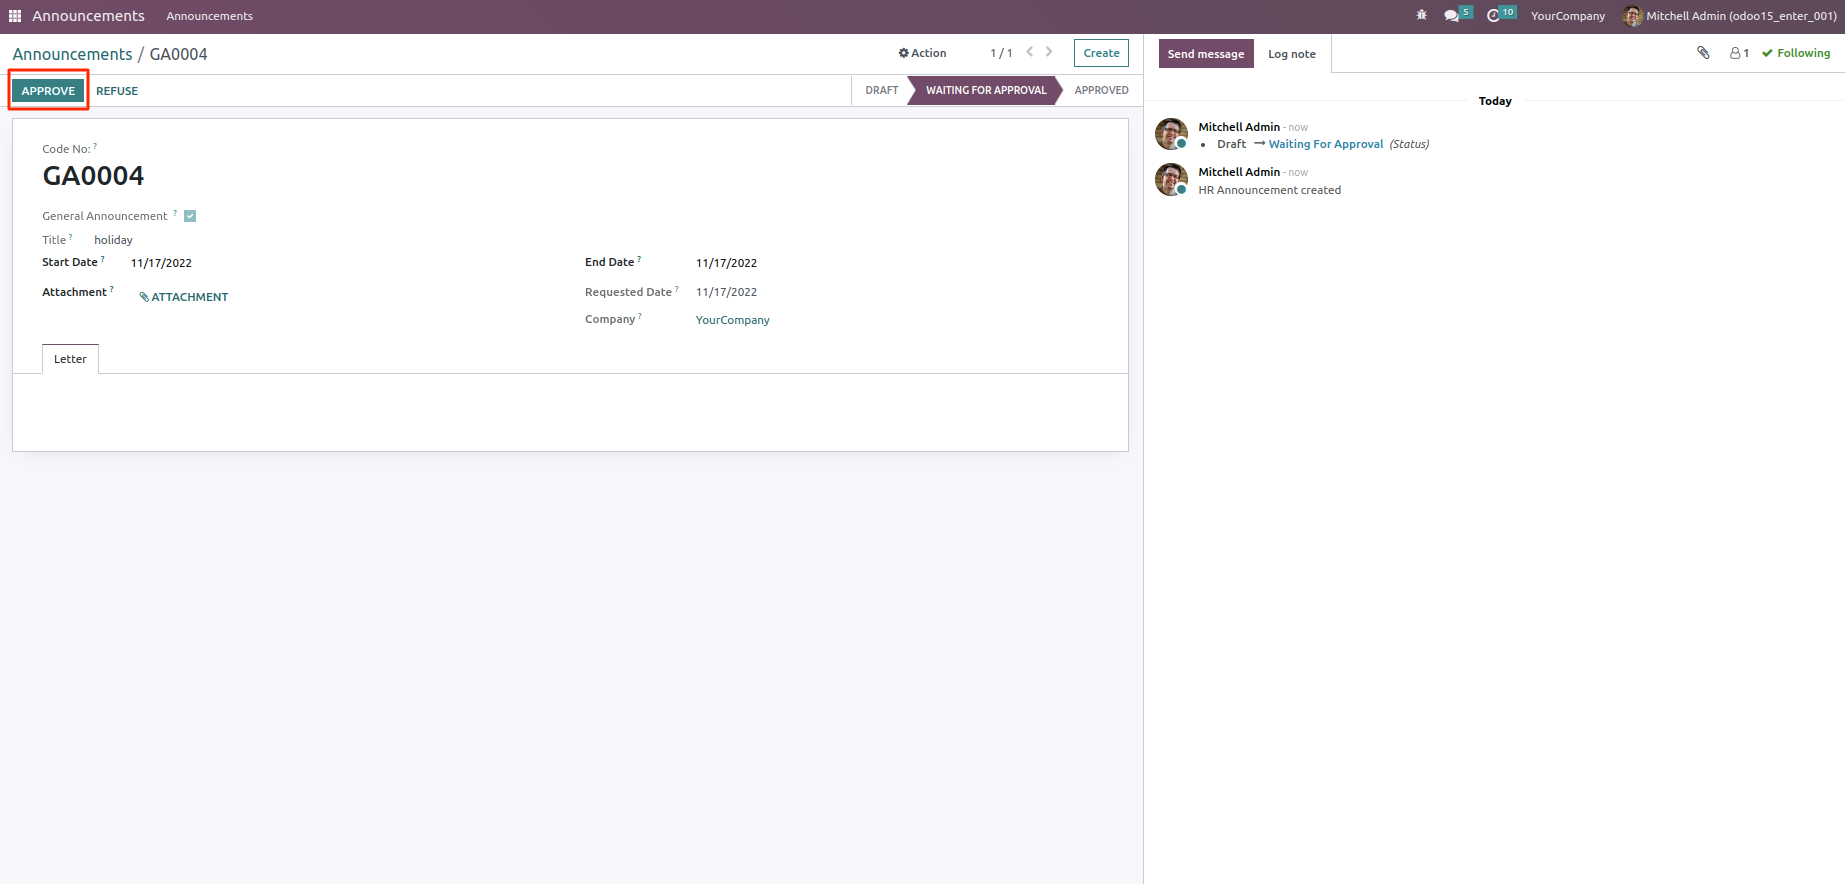 Announcements Announcements 5 10 YourCompany Mitchell Admin (odoo15_enter_001)
Announcements / GA0004 Action 1 / 1 Create
APPROVE REFUSE DRAFT WAITING FOR APPROVAL APPROVED
Code No: ?
GA0004
General Announcement ?
Title ? holiday
Start Date ? 11/17/2022
Attachment ? ATTACHMENT
End Date ? 11/17/2022
Requested Date ? 11/17/2022
Company ? YourCompany
Letter
Send message Log note 1 Following
Today
Mitchell Admin - now
• Draft → Waiting For Approval (Status)
Mitchell Admin - now
HR Announcement created